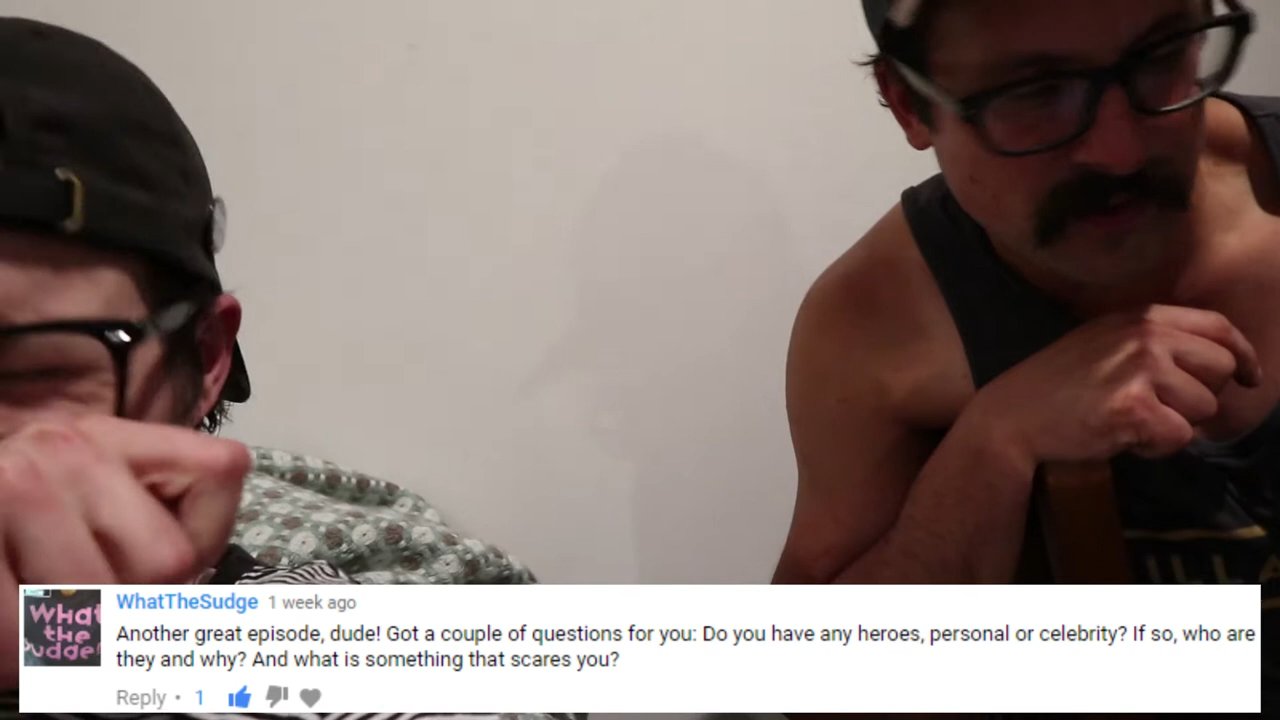 WhatTheSudge 1 week ago
What
the
Another great episode, dude! Got a couple of questions for you: Do you have any heroes, personal or celebrity? If so, who are
they and why? And what is something that scares you?
Reply • 1